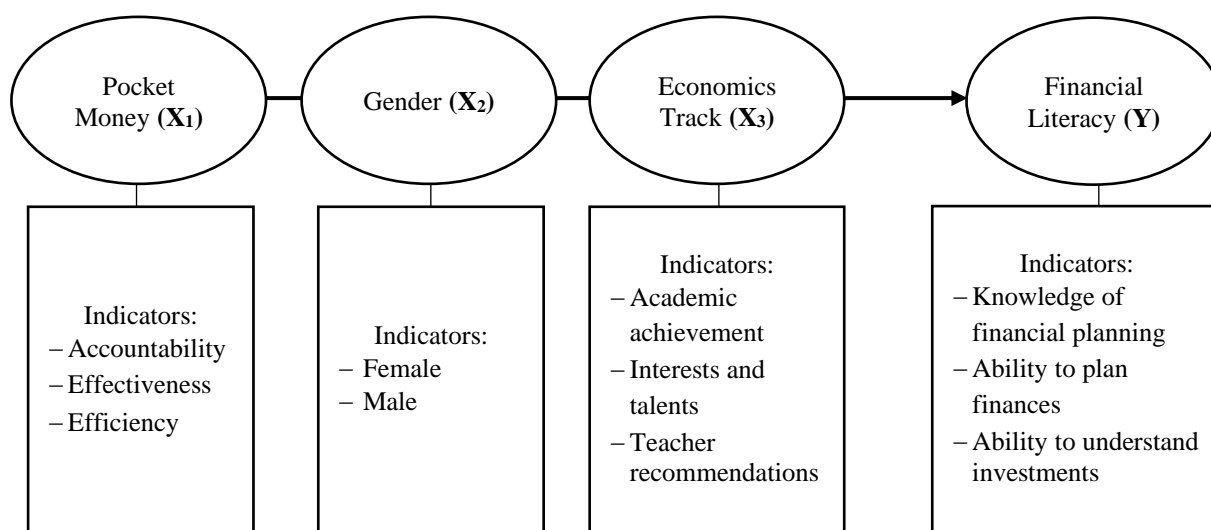 Pocket
Money (X₁)
Gender (X₂)
Economics
Track (X₃)
Financial
Literacy (Y)
Indicators:
– Accountability
– Effectiveness
– Efficiency
Indicators:
– Female
– Male
Indicators:
– Academic
achievement
– Interests and
talents
– Teacher
recommendations
Indicators:
– Knowledge of
financial planning
– Ability to plan
finances
– Ability to understand
investments